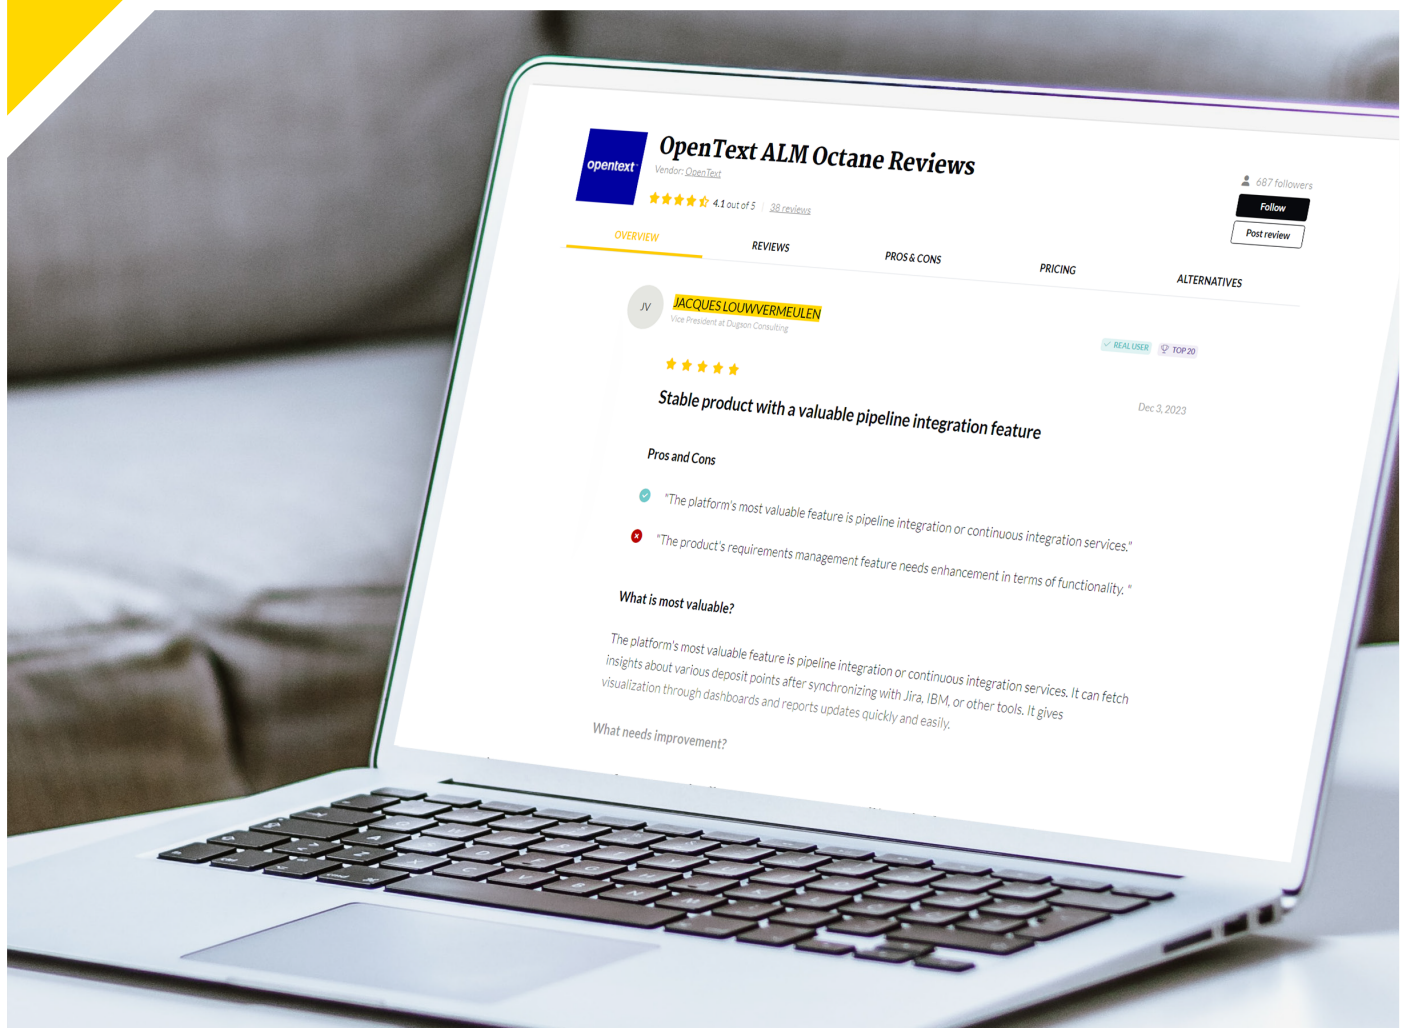 opentext
OpenText ALM Octane Reviews
Vendor: OpenText
4.1 out of 5 38 reviews
687 followers
Follow
Post review
OVERVIEW REVIEWS PROS & CONS PRICING ALTERNATIVES
JV
JACQUES LOUWVERMEULEN
Vice President at Dugson Consulting
REAL USER TOP 20
Stable product with a valuable pipeline integration feature
Dec 3, 2023
Pros and Cons
"The platform's most valuable feature is pipeline integration or continuous integration services."
"The product's requirements management feature needs enhancement in terms of functionality. "
What is most valuable?
The platform's most valuable feature is pipeline integration or continuous integration services. It can fetch
insights about various deposit points after synchronizing with Jira, IBM, or other tools. It gives
visualization through dashboards and reports updates quickly and easily.
What needs improvement?